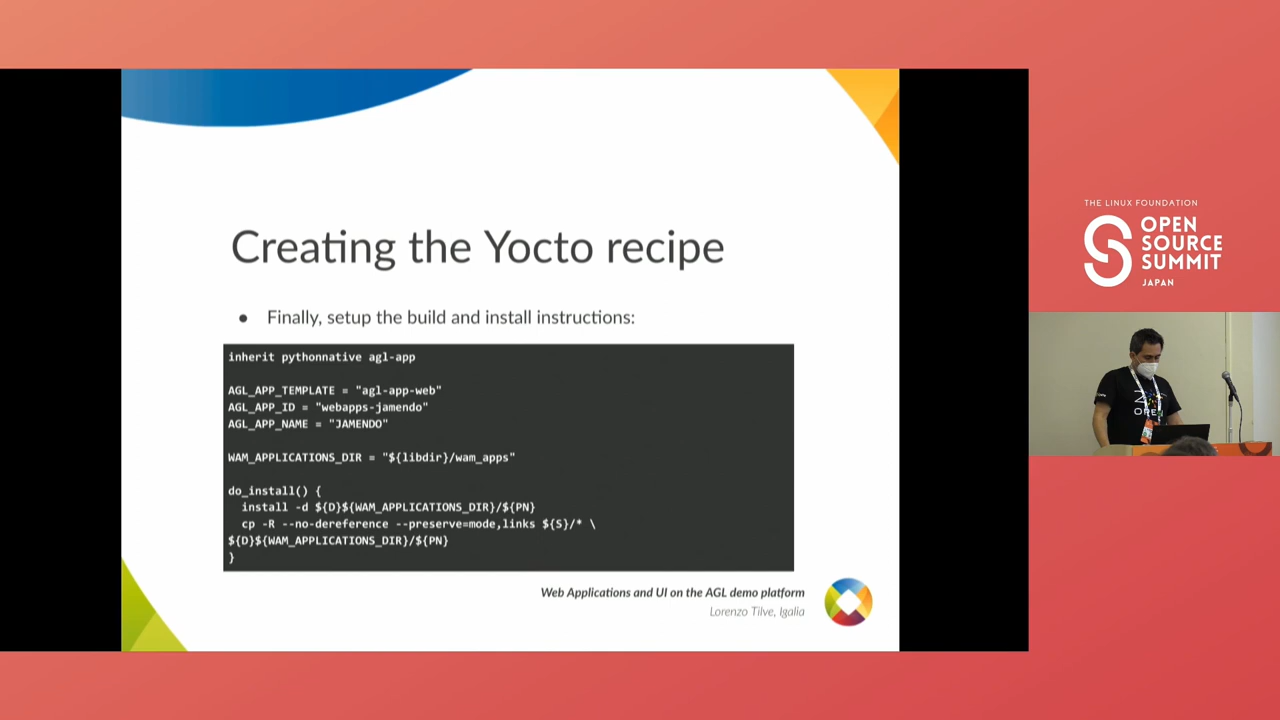 Creating the Yocto recipe
● Finally, setup the build and install instructions:
inherit pythonnative agl-app
AGL_APP_TEMPLATE = "agl-app-web"
AGL_APP_ID = "webapps-jamendo"
AGL_APP_NAME = "JAMENDO"
WAM_APPLICATIONS_DIR = "${libdir}/wam_apps"
do_install() {
  install -d ${D}${WAM_APPLICATIONS_DIR}/${PN}
  cp -R --no-dereference --preserve=mode,links ${S}/* \
${D}${WAM_APPLICATIONS_DIR}/${PN}
}
Web Applications and UI on the AGL demo platform
Lorenzo Tilve, Igalia
THE LINUX FOUNDATION
OPEN
SOURCE
SUMMIT
JAPAN